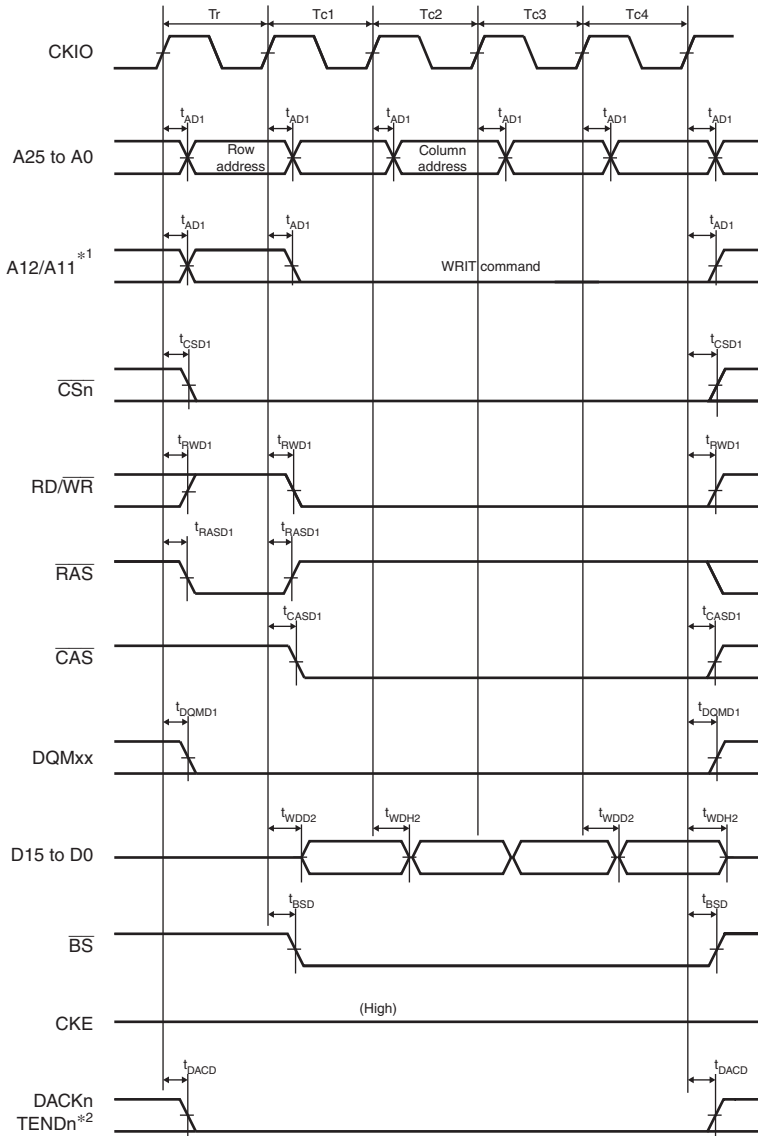 Tr Tc1 Tc2 Tc3 Tc4
CKIO
tAD1 tAD1 tAD1 tAD1 tAD1 tAD1
A25 to A0 Row address Column address
tAD1 tAD1 tAD1
A12/A11*1 WRIT command
tCSD1 tCSD1
CSn
tRWD1 tRWD1 tRWD1
RD/WR
tRASD1 tRASD1
RAS
tCASD1 tCASD1
CAS
tDQMD1 tDQMD1
DQMxx
tWDD2 tWDH2 tWDD2 tWDH2
D15 to D0
tBSD tBSD
BS
(High)
CKE
tDACD tDACD
DACKn
TENDn*2